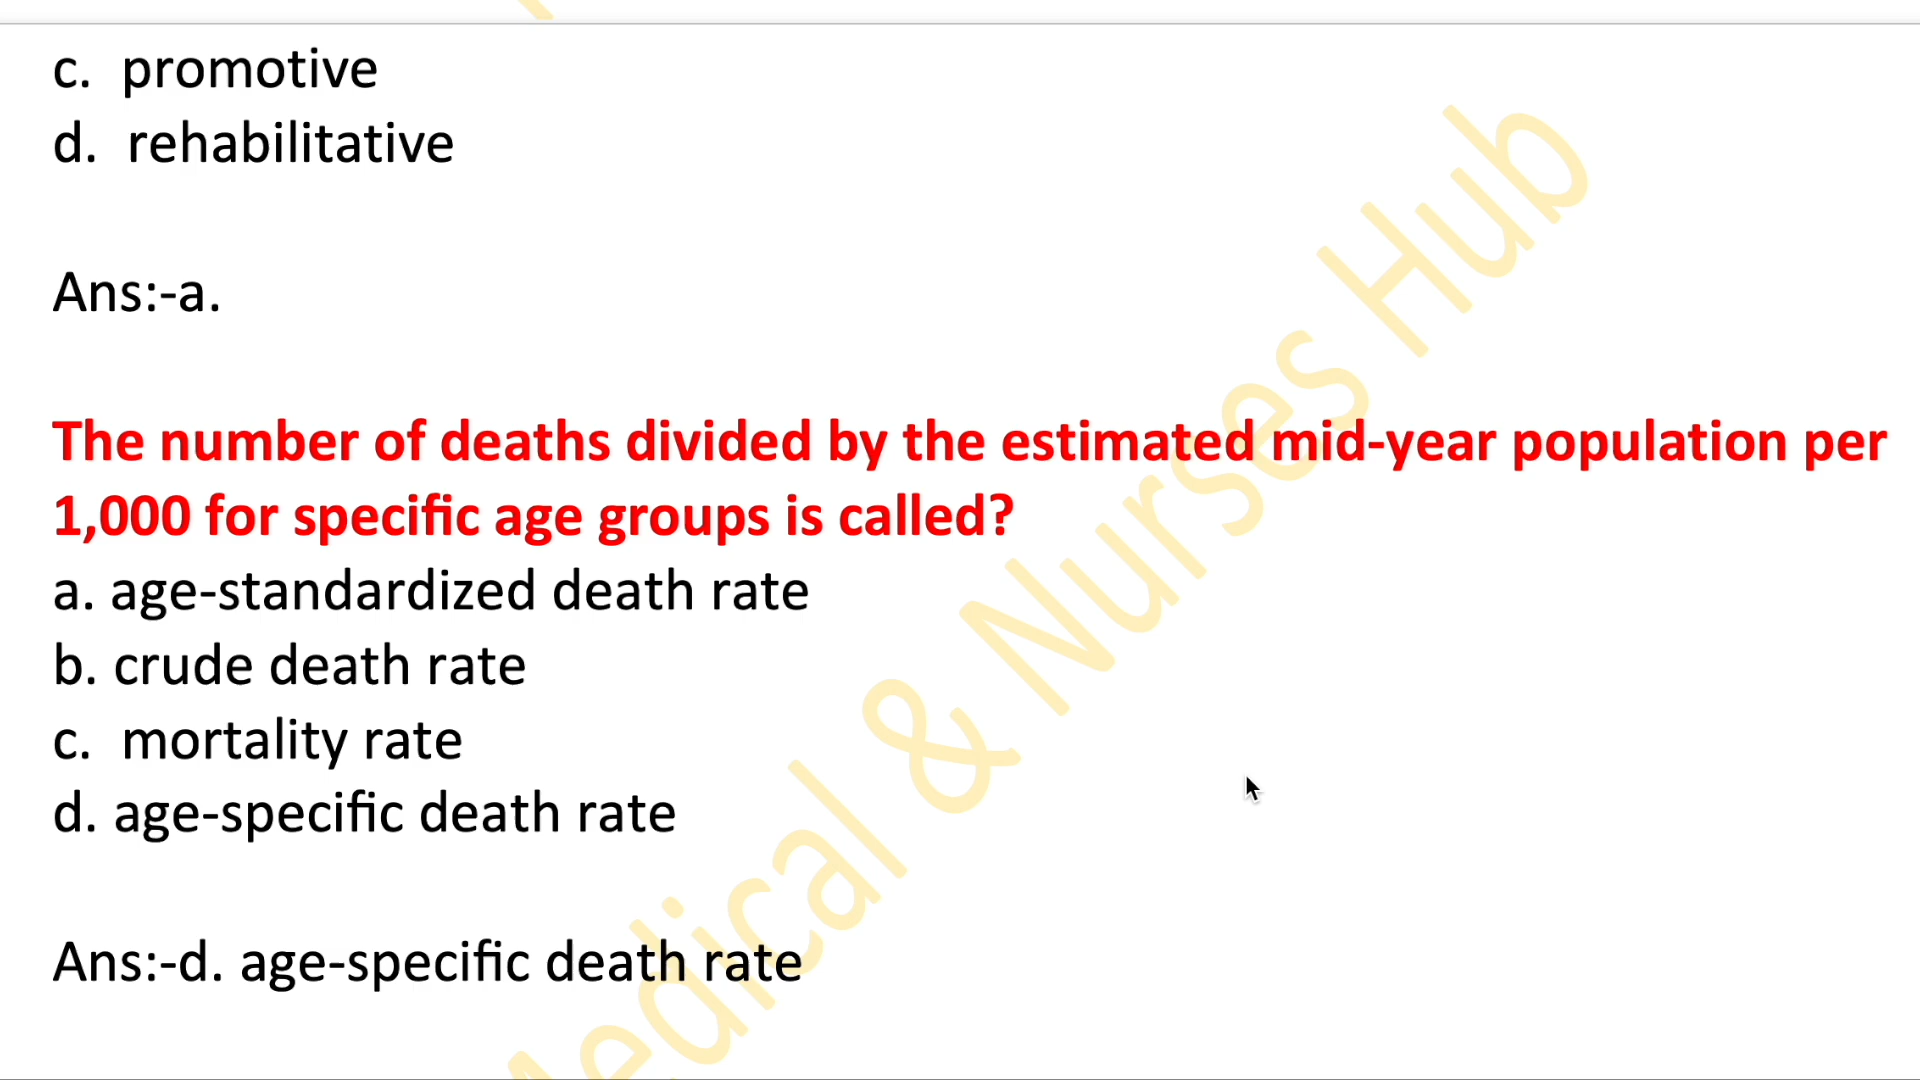 c. promotive
d. rehabilitative
Ans:-a.
The number of deaths divided by the estimated mid-year population per
1,000 for specific age groups is called?
a. age-standardized death rate
b. crude death rate
c. mortality rate
d. age-specific death rate
Ans:-d. age-specific death rate
Medical & Nurses Hub